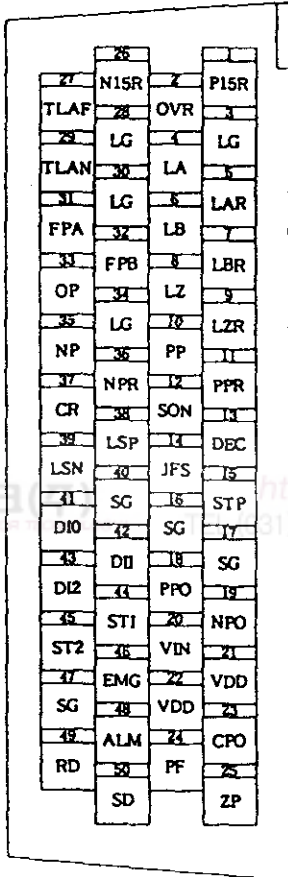 26 1
27 N15R 2 P15R
TLAF 28 OVR 3
29 LG 4 LG
TLAN 30 LA 5
31 LG 6 LAR
FPA 32 LB 7
33 FPB 8 LBR
OP 34 LZ 9
35 LG 10 LZR
NP 36 PP 11
37 NPR 12 PPR
CR 38 SON 13
39 LSP 14 DEC
LSN 40 JFS 15
41 SG 16 STP
DI0 42 SG 17
43 DI1 18 SG
DI2 44 PPO 19
45 ST1 20 NPO
ST2 46 VIN 21
47 EMG 22 VDD
SG 48 VDD 23
49 ALM 24 CPO
RD 50 PF 25
SD ZP